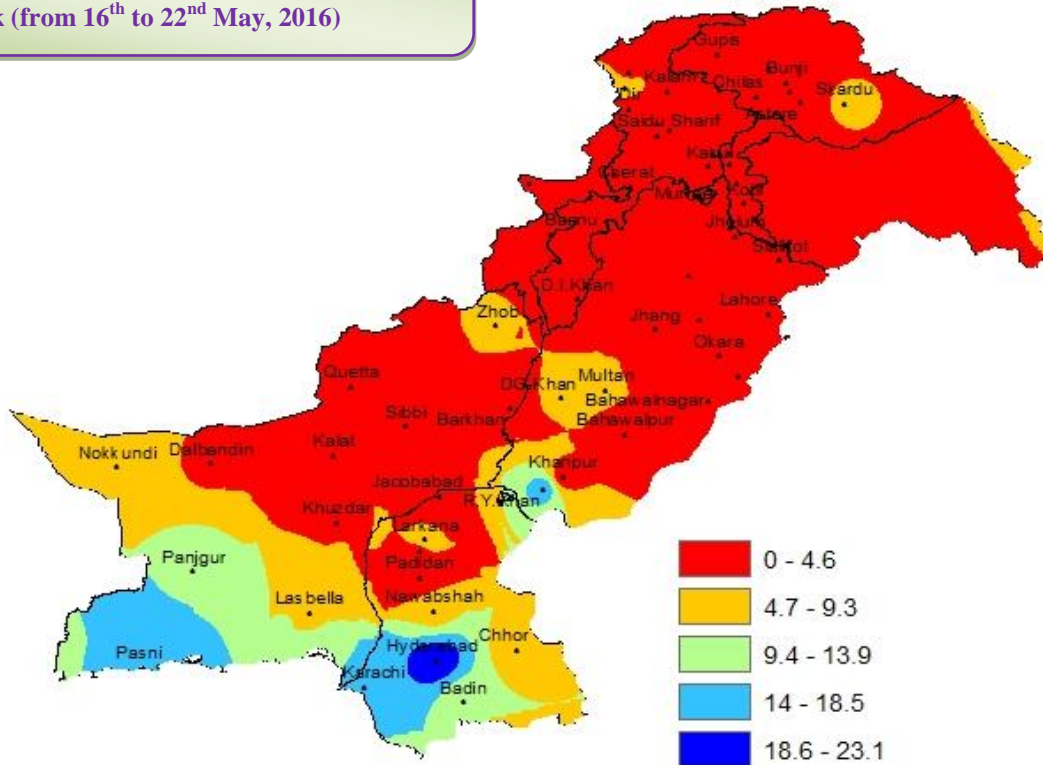 k (from 16th to 22nd May, 2016)
Gupis
Bunji
Kalam
Chilas
Skardu
Dir
Astore
Saidu Sharif
Cherat
Kotli
Jhelum
Bannu
Sialkot
D.I.Khan
Lahore
Zhob
Jhang
Okara
Quetta
DG-Khan
Multan
Bahawalnagar
Sibbi
Barkhan
Bahawalpur
Kalat
Nokkundi
Dalbandin
Khanpur
Jacobabad
R.Y.Khan
Khuzdar
Larkana
Panjgur
Padidan
Lasbella
Nawabshah
Chhor
Pasni
Hyderabad
Karachi
Badin
0 - 4.6
4.7 - 9.3
9.4 - 13.9
14 - 18.5
18.6 - 23.1